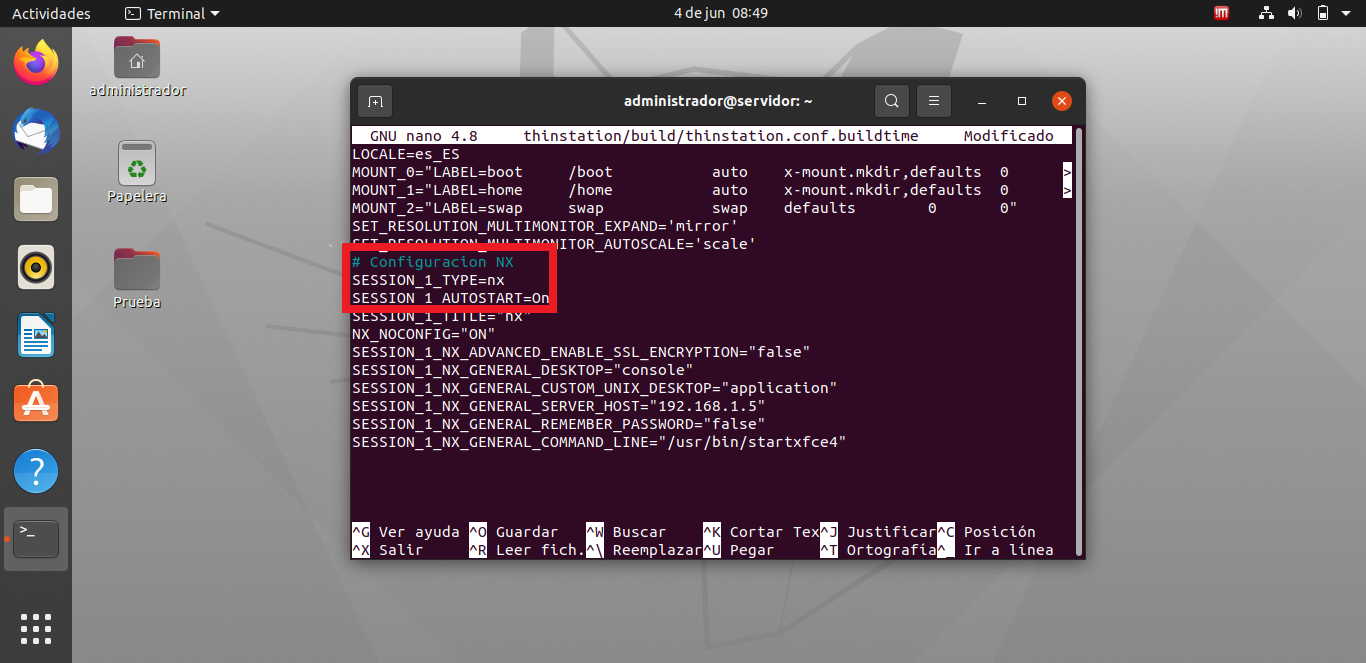 Actividades
Terminal
4 de jun 08:49
administrador
Papelera
Prueba
administrador@servidor: ~
GNU nano 4.8 thinstation/build/thinstation.conf.buildtime Modificado
LOCALE=es_ES
MOUNT_0="LABEL=boot /boot auto x-mount.mkdir,defaults 0 >
MOUNT_1="LABEL=home /home auto x-mount.mkdir,defaults 0 >
MOUNT_2="LABEL=swap swap swap defaults 0 0"
SET_RESOLUTION_MULTIMONITOR_EXPAND='mirror'
SET_RESOLUTION_MULTIMONITOR_AUTOSCALE='scale'
# Configuracion NX
SESSION_1_TYPE=nx
SESSION_1_AUTOSTART=On
SESSION_1_TITLE="nx"
NX_NOCONFIG="ON"
SESSION_1_NX_ADVANCED_ENABLE_SSL_ENCRYPTION="false"
SESSION_1_NX_GENERAL_DESKTOP="console"
SESSION_1_NX_GENERAL_CUSTOM_UNIX_DESKTOP="application"
SESSION_1_NX_GENERAL_SERVER_HOST="192.168.1.5"
SESSION_1_NX_GENERAL_REMEMBER_PASSWORD="false"
SESSION_1_NX_GENERAL_COMMAND_LINE="/usr/bin/startxfce4"
^G Ver ayuda ^O Guardar ^W Buscar ^K Cortar Tex^J Justificar^C Posición
^X Salir ^R Leer fich.^\ Reemplazar^U Pegar ^T Ortografía^_ Ir a línea